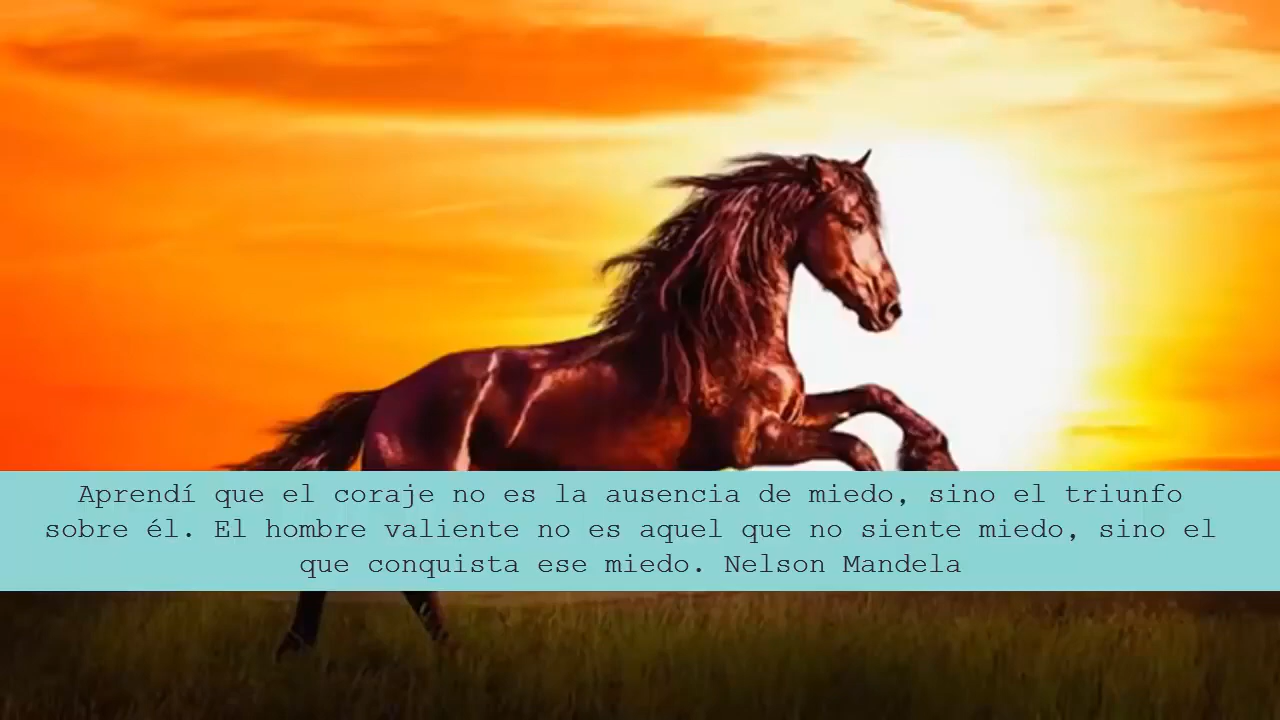 Aprendí que el coraje no es la ausencia de miedo, sino el triunfo
sobre él. El hombre valiente no es aquel que no siente miedo, sino el
que conquista ese miedo. Nelson Mandela